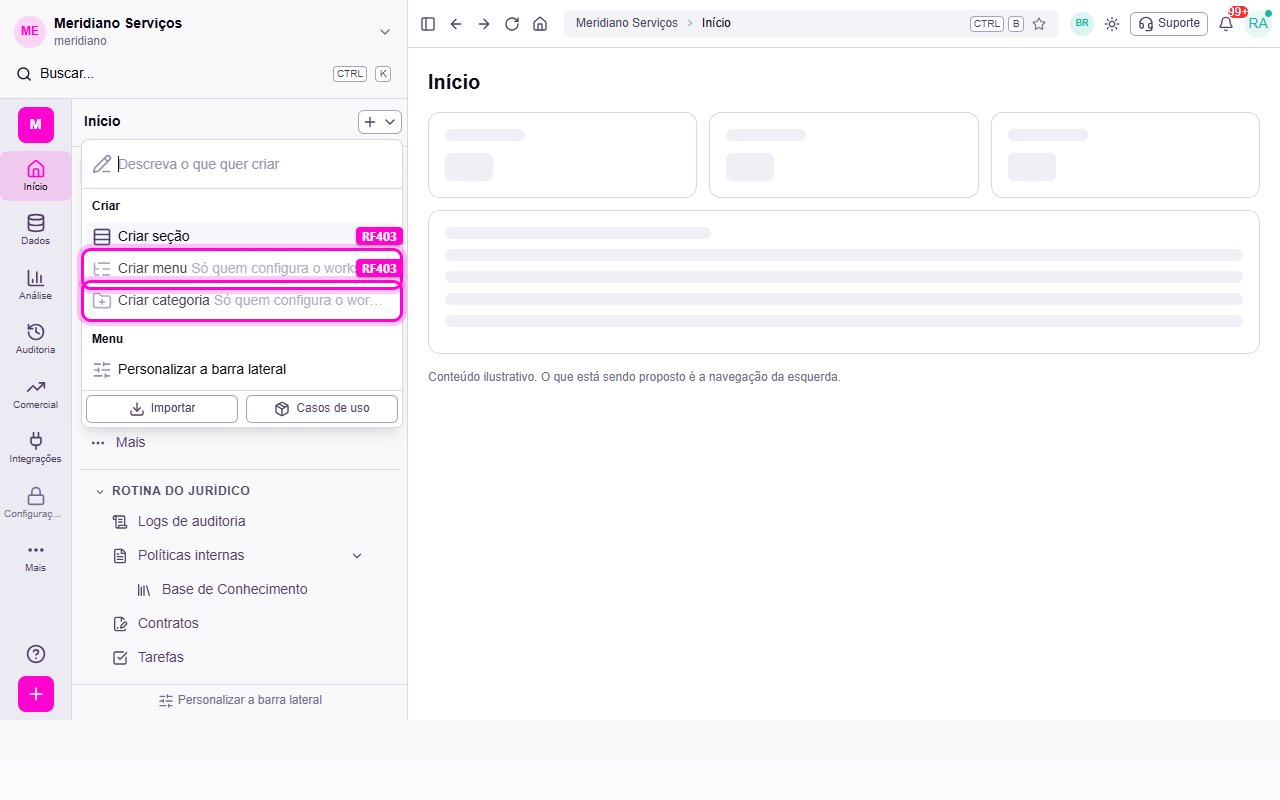 ME
Meridiano Serviços
meridiano
Buscar...
CTRL K
Meridiano Serviços > Início
CTRL B
BR
Suporte
99+
RA
M
Início
Dados
Análise
Auditoria
Comercial
Integrações
Configuraç...
Mais
Início
Descreva o que quer criar
Criar
Criar seção
RF403
Criar menu Só quem configura o works
RF403
Criar categoria Só quem configura o wor...
Menu
Personalizar a barra lateral
Importar
Casos de uso
Mais
ROTINA DO JURÍDICO
Logs de auditoria
Políticas internas
Base de Conhecimento
Contratos
Tarefas
Personalizar a barra lateral
Início
Conteúdo ilustrativo. O que está sendo proposto é a navegação da esquerda.